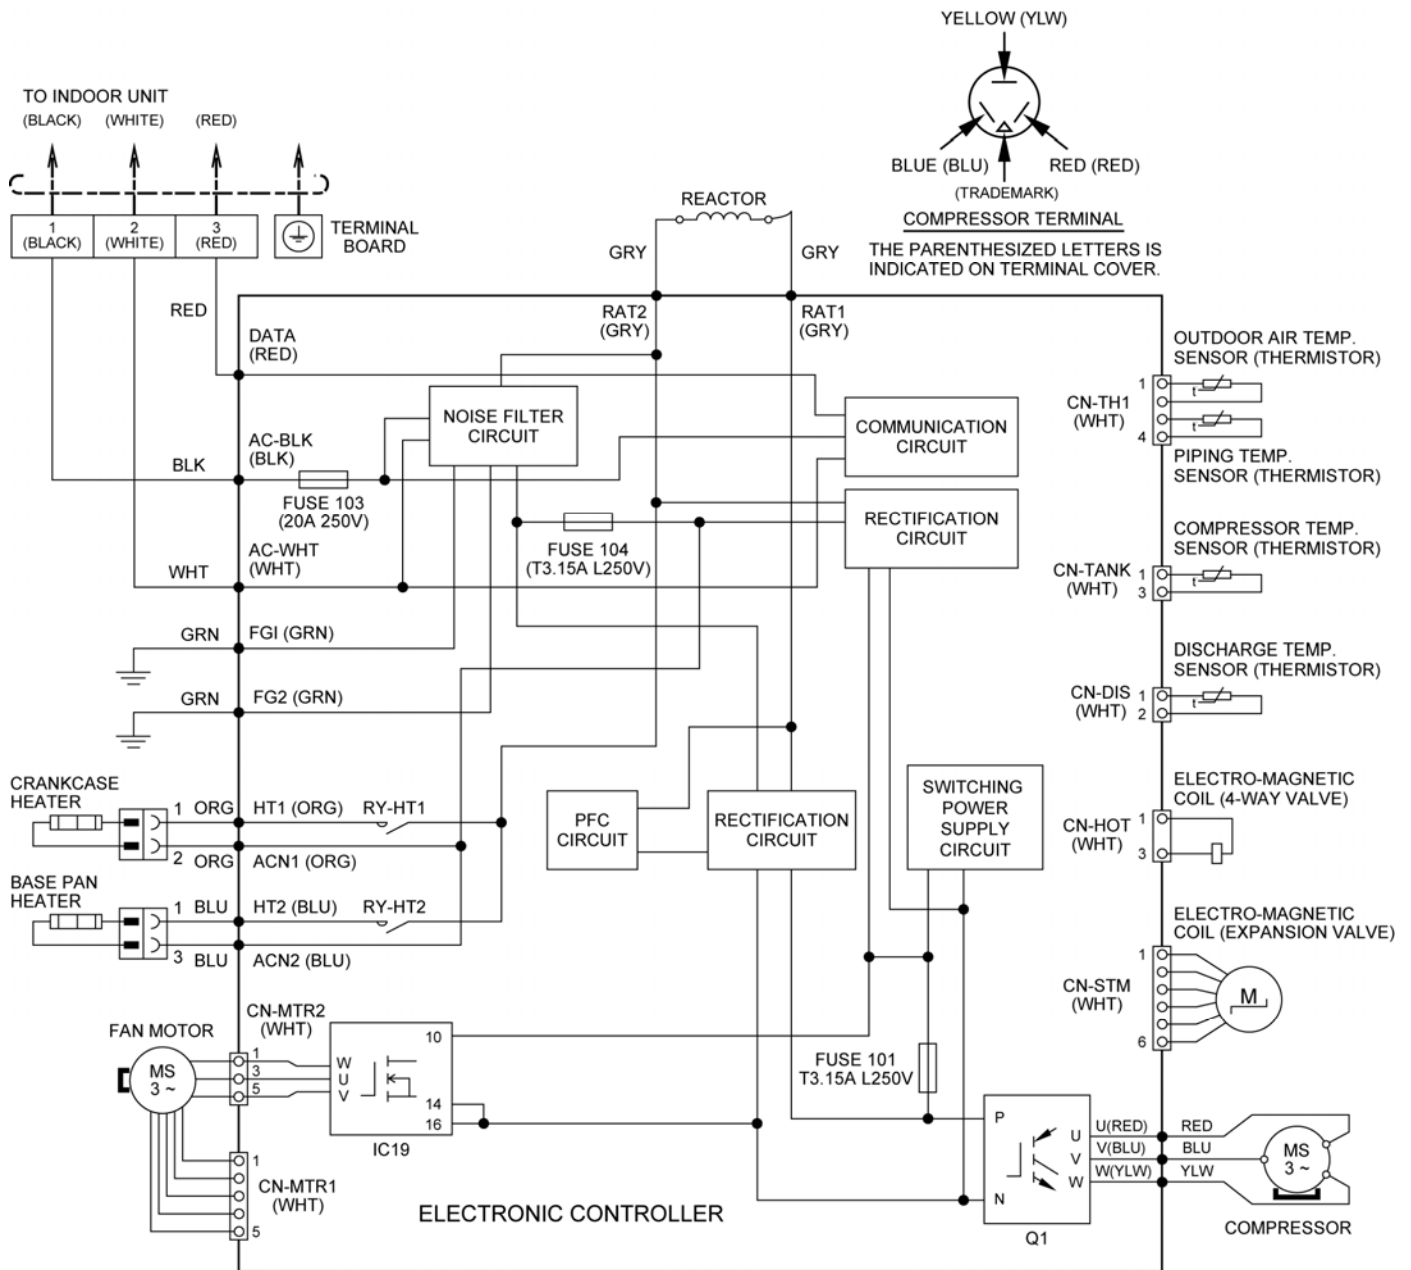 YELLOW (YLW)
BLUE (BLU)
RED (RED)
(TRADEMARK)
COMPRESSOR TERMINAL
THE PARENTHESIZED LETTERS IS
INDICATED ON TERMINAL COVER.
TO INDOOR UNIT
(BLACK)
(WHITE)
(RED)
1
(BLACK)
2
(WHITE)
3
(RED)
TERMINAL
BOARD
REACTOR
GRY
GRY
RAT2
(GRY)
RAT1
(GRY)
RED
DATA
(RED)
NOISE FILTER
CIRCUIT
COMMUNICATION
CIRCUIT
AC-BLK
(BLK)
BLK
FUSE 103
(20A 250V)
RECTIFICATION
CIRCUIT
FUSE 104
(T3.15A L250V)
AC-WHT
(WHT)
WHT
GRN
FGI (GRN)
GRN
FG2 (GRN)
CRANKCASE
HEATER
1
ORG
HT1 (ORG)
RY-HT1
2
ORG
ACN1 (ORG)
BASE PAN
HEATER
1
BLU
HT2 (BLU)
RY-HT2
3
BLU
ACN2 (BLU)
PFC
CIRCUIT
RECTIFICATION
CIRCUIT
SWITCHING
POWER
SUPPLY
CIRCUIT
FAN MOTOR
MS
3 ~
CN-MTR2
(WHT)
1
3
5
W
U
V
10
14
16
IC19
1
CN-MTR1
(WHT)
5
FUSE 101
T3.15A L250V
ELECTRONIC CONTROLLER
P
N
U
V
W
Q1
U(RED)
V(BLU)
W(YLW)
RED
BLU
YLW
MS
3 ~
COMPRESSOR
OUTDOOR AIR TEMP.
SENSOR (THERMISTOR)
CN-TH1
(WHT)
1
4
t
t
PIPING TEMP.
SENSOR (THERMISTOR)
COMPRESSOR TEMP.
SENSOR (THERMISTOR)
CN-TANK
(WHT)
1
3
t
DISCHARGE TEMP.
SENSOR (THERMISTOR)
CN-DIS
(WHT)
1
2
t
ELECTRO-MAGNETIC
COIL (4-WAY VALVE)
CN-HOT
(WHT)
1
3
ELECTRO-MAGNETIC
COIL (EXPANSION VALVE)
CN-STM
(WHT)
1
6
M